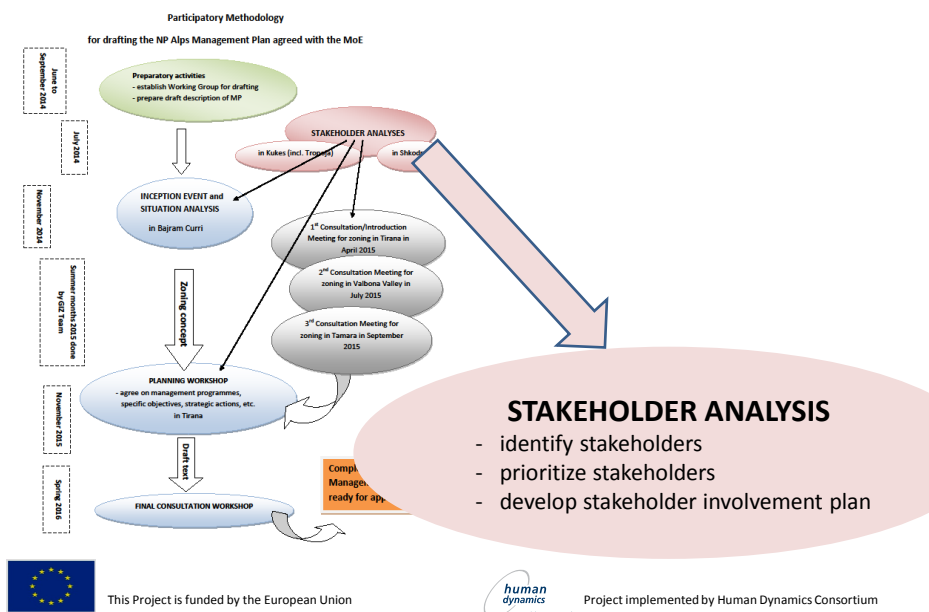 Participatory Methodology
for drafting the NP Alps Management Plan agreed with the MoE
June to
September 2014
Preparatory activities
- establish Working Group for drafting
- prepare draft description of MP
July 2014
STAKEHOLDER ANALYSES
in Kukes (incl. Tropoja)
in Shkodr
November 2014
INCEPTION EVENT and
SITUATION ANALYSIS
in Bajram Curri
1st Consultation/Introduction
Meeting for zoning in Tirana in
April 2015
2nd Consultation Meeting for
zoning in Valbona Valley in
July 2015
3rd Consultation Meeting for
zoning in Tamara in September
2015
Summer months 2015 done
by GIZ Team
Zoning concept
PLANNING WORKSHOP
- agree on management programmes,
specific objectives, strategic actions, etc.
in Tirana
November 2015
Draft text
Spring 2016
FINAL CONSULTATION WORKSHOP
Compl
Manage
ready for app
STAKEHOLDER ANALYSIS
- identify stakeholders
- prioritize stakeholders
- develop stakeholder involvement plan
This Project is funded by the European Union
human
dynamics
Project implemented by Human Dynamics Consortium